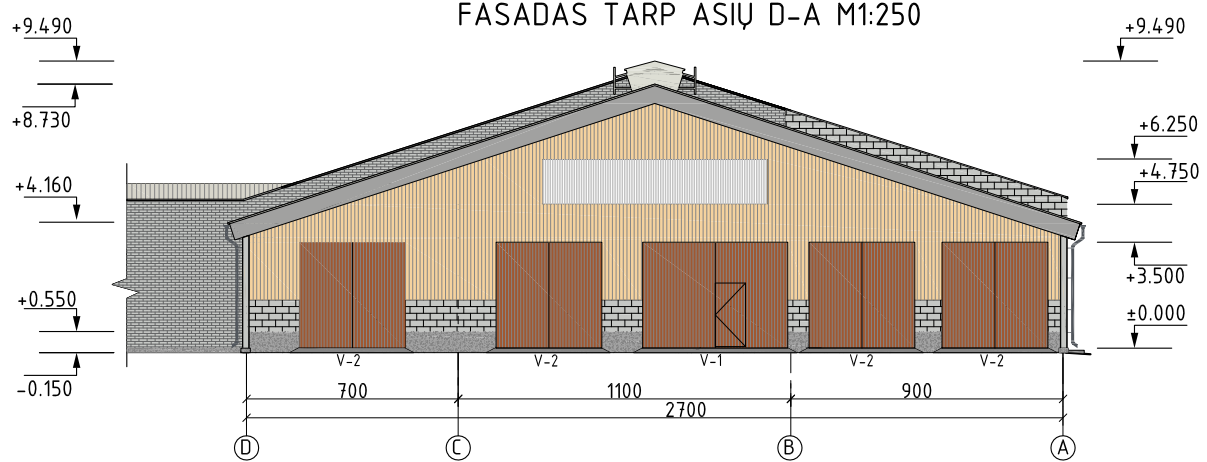 FASADAS TARP ASIŲ D-A M1:250
+9.490
+9.490
+8.730
+6.250
+4.750
+4.160
+3.500
+0.550
±0.000
-0.150
V-2
V-2
V-1
V-2
V-2
700
1100
900
2700
D
C
B
A